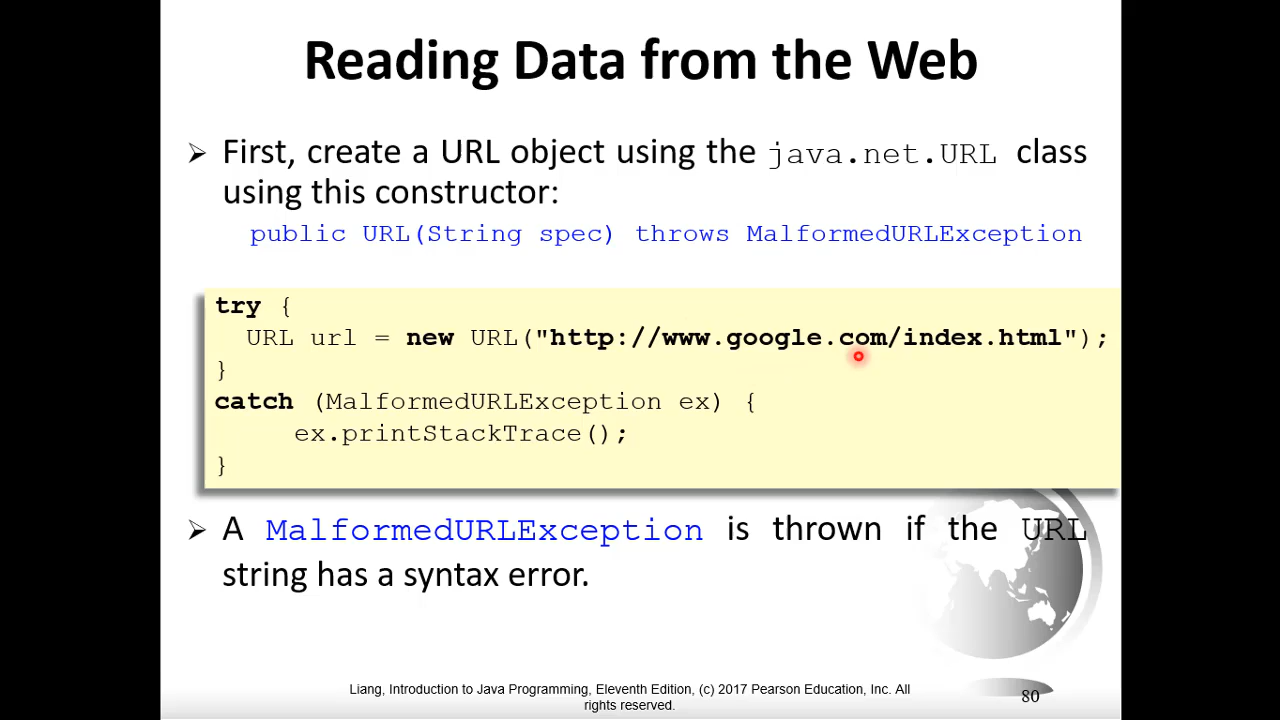 Reading Data from the Web
➢ First, create a URL object using the java.net.URL class
using this constructor:
public URL(String spec) throws MalformedURLException
try {
  URL url = new URL("http://www.google.com/index.html");
}
catch (MalformedURLException ex) {
     ex.printStackTrace();
}
➢ A MalformedURLException is thrown if the URL
string has a syntax error.
Liang, Introduction to Java Programming, Eleventh Edition, (c) 2017 Pearson Education, Inc. All
rights reserved.
80